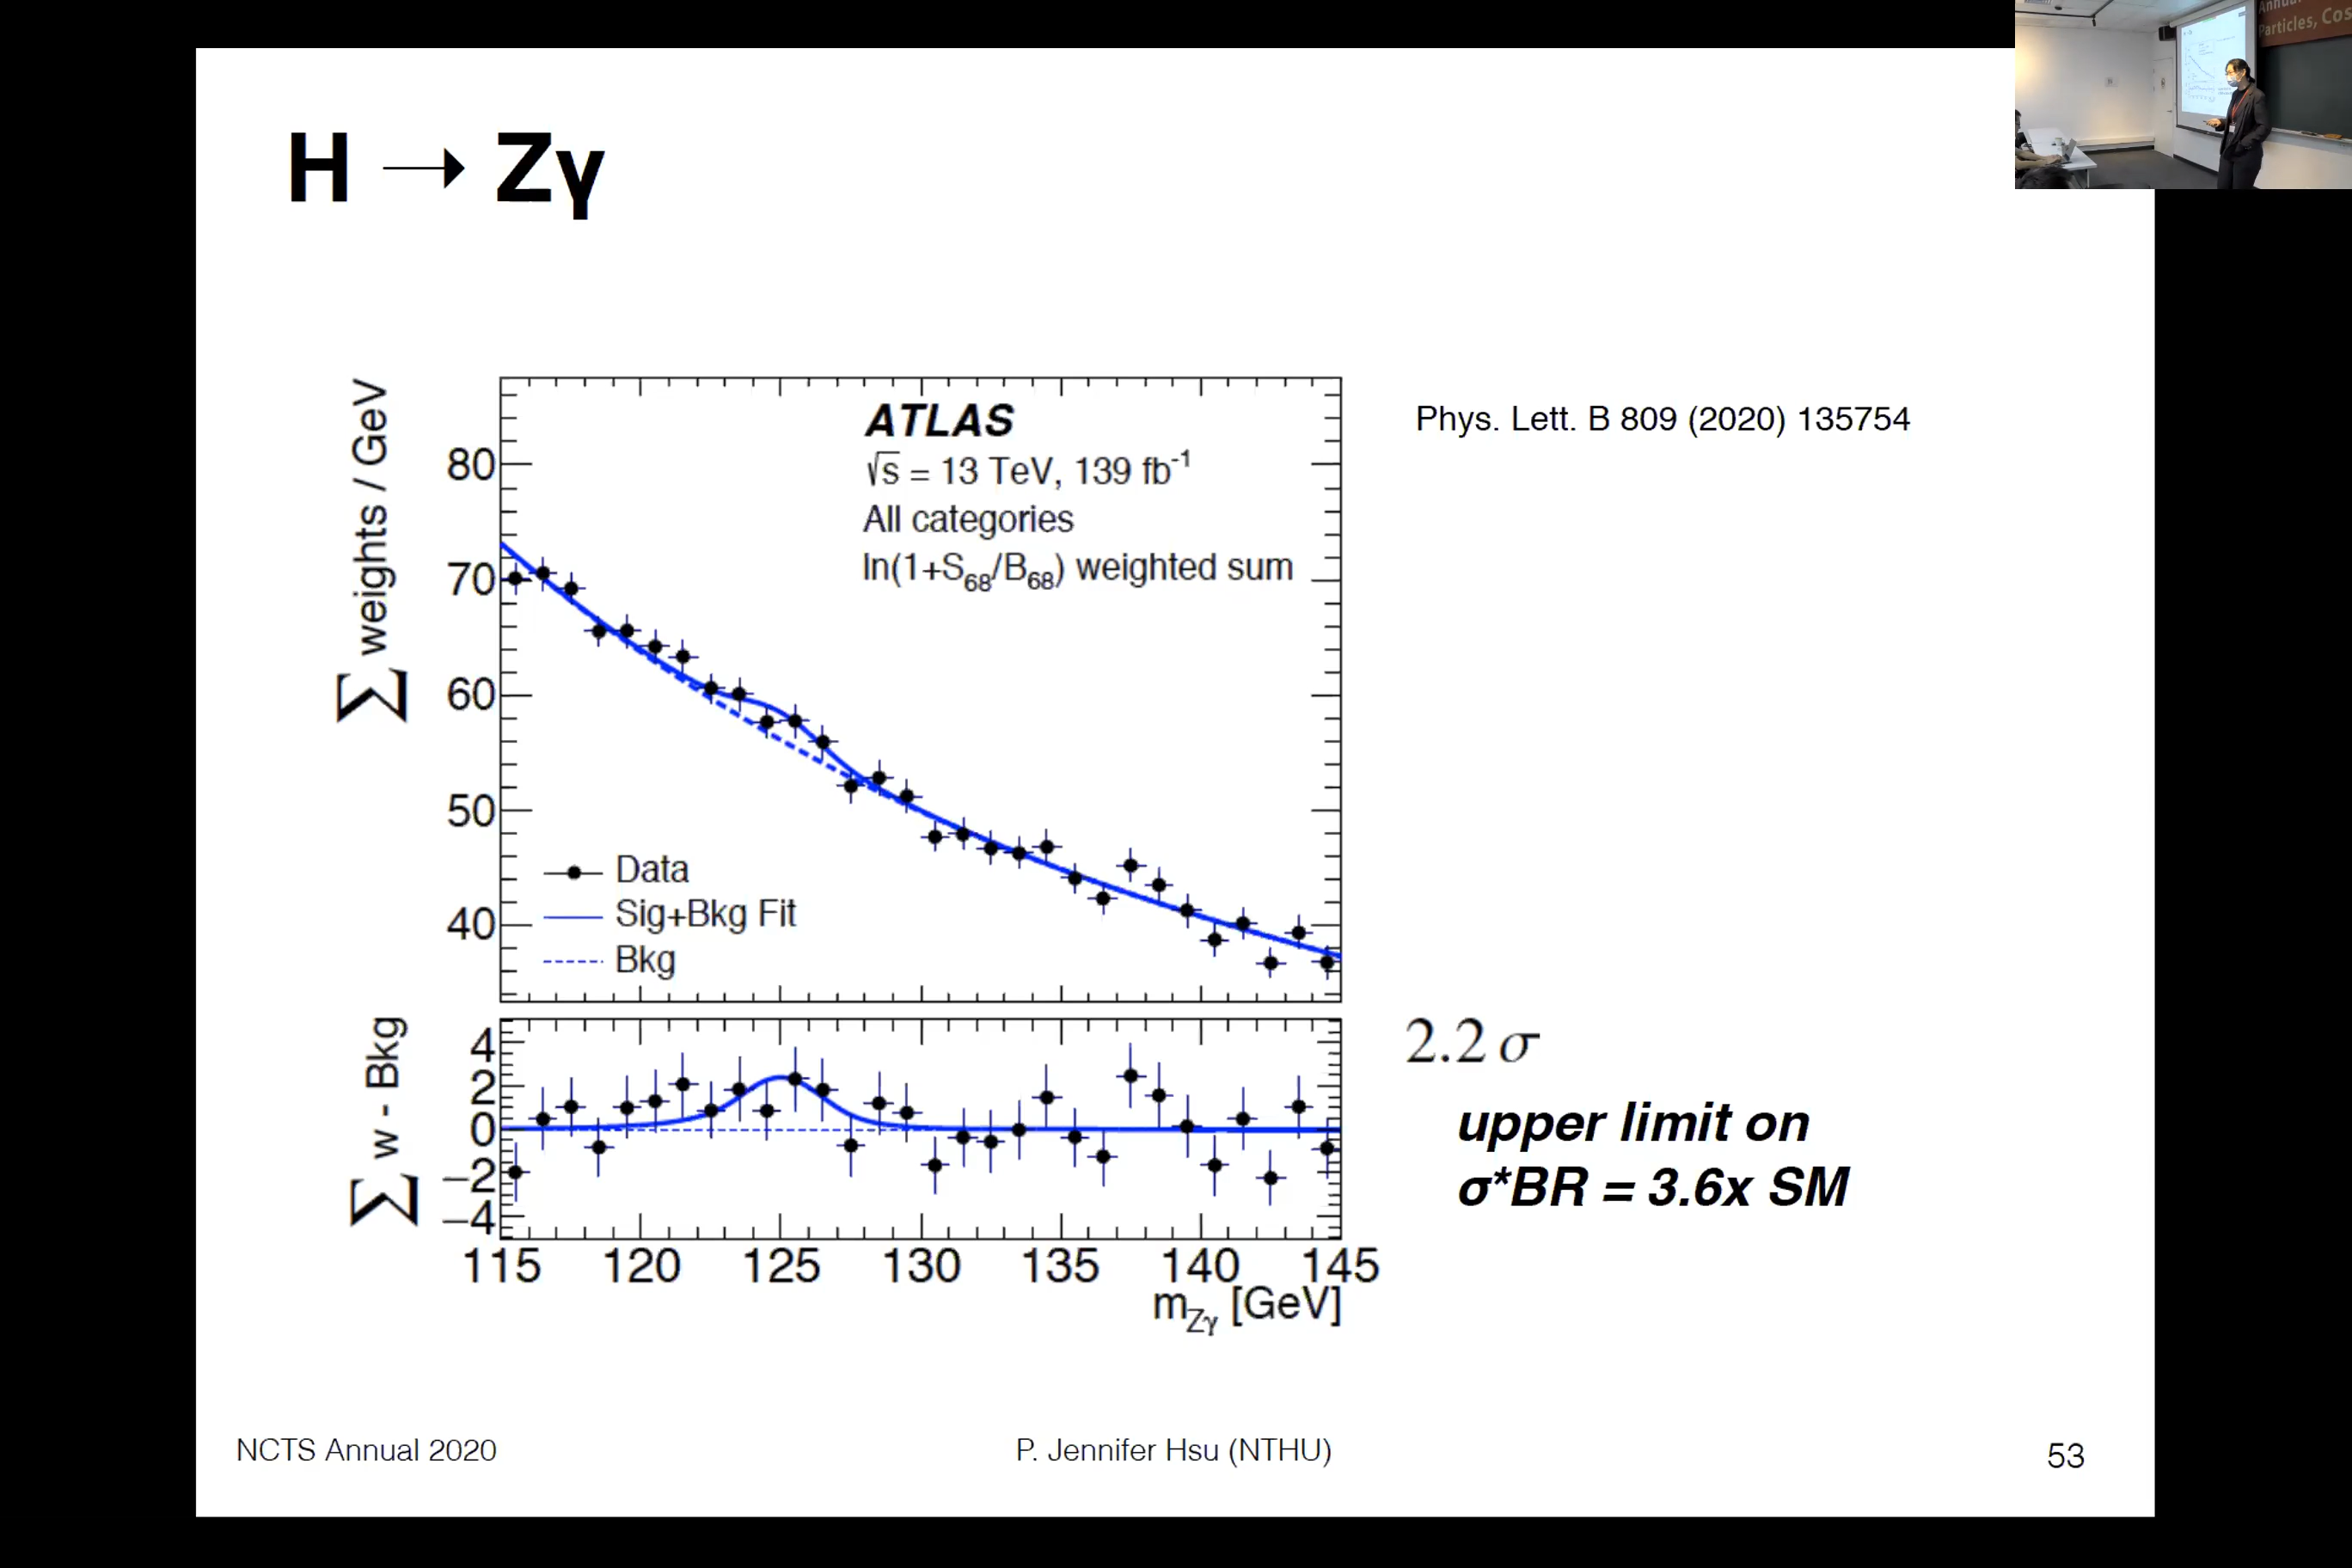 H → Zγ
Annual
Particles, Cos
ATLAS
√s = 13 TeV, 139 fb⁻¹
All categories
ln(1+S₆₈/B₆₈) weighted sum
Phys. Lett. B 809 (2020) 135754
∑ weights / GeV
80
70
60
50
40
Data
Sig+Bkg Fit
Bkg
∑ w - Bkg
4
2
0
−2
−4
115 120 125 130 135 140 145
m_Zγ [GeV]
2.2 σ
upper limit on
σ*BR = 3.6x SM
NCTS Annual 2020
P. Jennifer Hsu (NTHU)
53